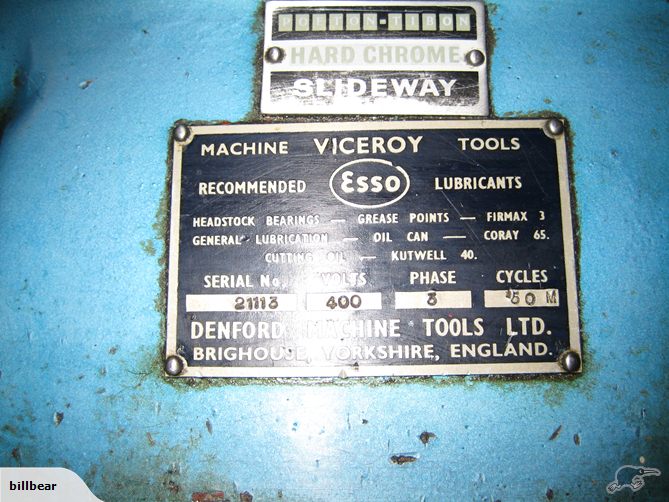 HARD CHROME
SLIDEWAY
MACHINE VICEROY TOOLS
RECOMMENDED Esso LUBRICANTS
HEADSTOCK BEARINGS — GREASE POINTS — FIRMAX 3
GENERAL LUBRICATION — OIL CAN — CORAY 65.
CUTTING OIL — KUTWELL 40.
SERIAL No. VOLTS PHASE CYCLES
21113 400 3 50 M
DENFORD MACHINE TOOLS LTD.
BRIGHOUSE, YORKSHIRE, ENGLAND.
billbear